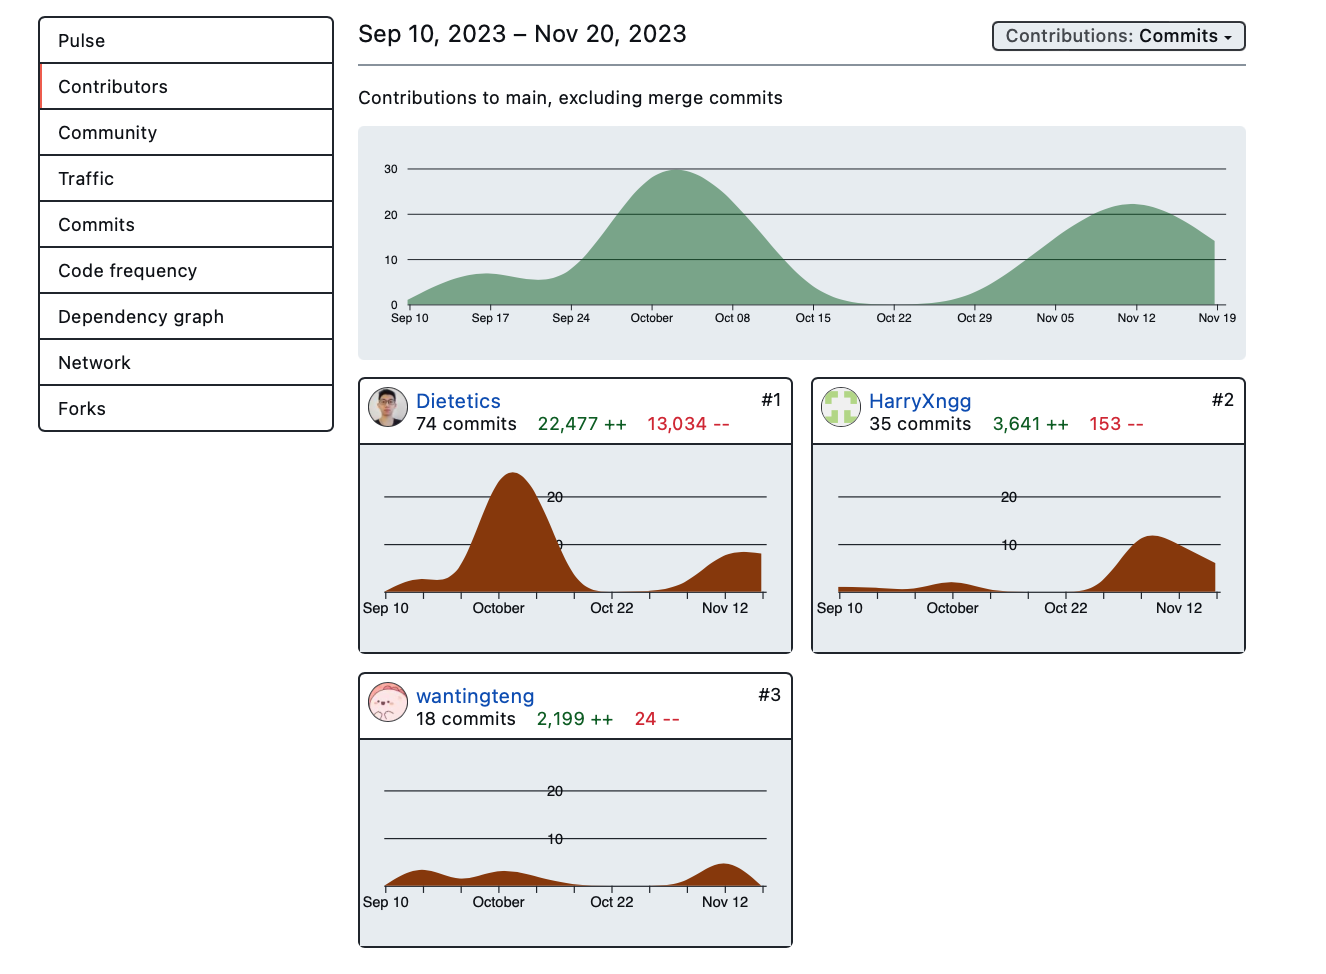 Pulse
Contributors
Community
Traffic
Commits
Code frequency
Dependency graph
Network
Forks
Sep 10, 2023 – Nov 20, 2023
Contributions: Commits
Contributions to main, excluding merge commits
30
20
10
0
Sep 10 Sep 17 Sep 24 October Oct 08 Oct 15 Oct 22 Oct 29 Nov 05 Nov 12 Nov 19
Dietetics #1
74 commits 22,477 ++ 13,034 --
20
0
Sep 10 October Oct 22 Nov 12
HarryXngg #2
35 commits 3,641 ++ 153 --
20
10
Sep 10 October Oct 22 Nov 12
wantingteng #3
18 commits 2,199 ++ 24 --
20
10
Sep 10 October Oct 22 Nov 12